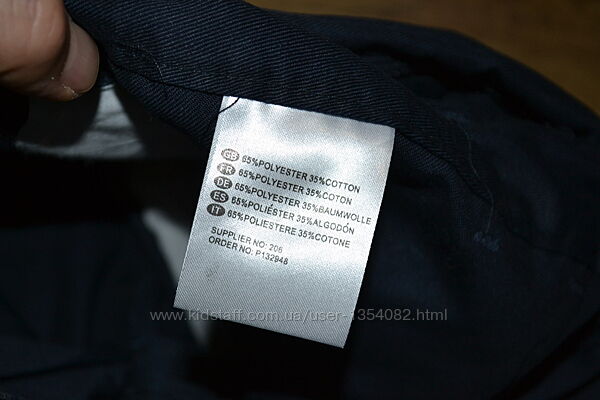 GB 65%POLYESTER 35%COTTON
FR 65%POLYESTER 35%COTON
DE 65%POLYESTER 35%BAUMWOLLE
ES 65%POLIÉSTER 35%ALGODÓN
IT 65%POLIESTERE 35%COTONE
SUPPLIER NO: 206
ORDER NO: P132948
www.kidstaff.com.ua/user-1354082.html